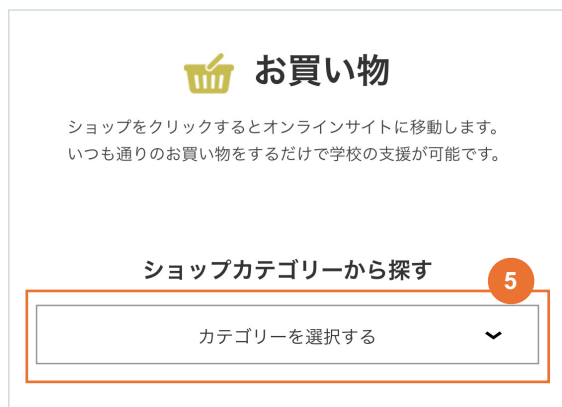 お買い物
ショップをクリックするとオンラインサイトに移動します。
いつも通りのお買い物をするだけで学校の支援が可能です。
ショップカテゴリーから探す
5
カテゴリーを選択する